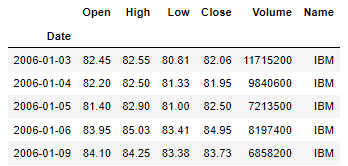 Open High Low Close Volume Name
Date
2006-01-03 82.45 82.55 80.81 82.06 11715200 IBM
2006-01-04 82.20 82.50 81.33 81.95 9840600 IBM
2006-01-05 81.40 82.90 81.00 82.50 7213500 IBM
2006-01-06 83.95 85.03 83.41 84.95 8197400 IBM
2006-01-09 84.10 84.25 83.38 83.73 6858200 IBM